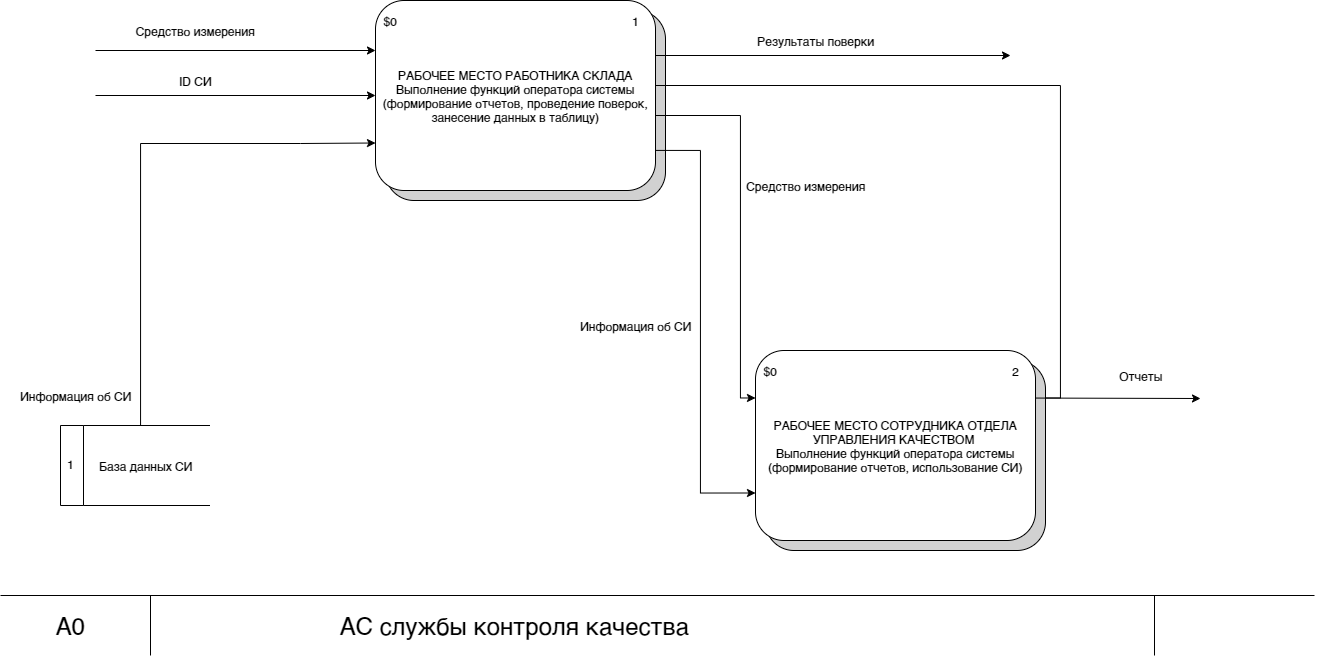 $0
1
Средство измерения
Результаты поверки
ID СИ
РАБОЧЕЕ МЕСТО РАБОТНИКА СКЛАДА
Выполнение функций оператора системы
(формирование отчетов, проведение поверок,
занесение данных в таблицу)
Средство измерения
Информация об СИ
$0
2
Отчеты
Информация об СИ
РАБОЧЕЕ МЕСТО СОТРУДНИКА ОТДЕЛА
УПРАВЛЕНИЯ КАЧЕСТВОМ
Выполнение функций оператора системы
(формирование отчетов, использование СИ)
1
База данных СИ
A0
АС службы контроля качества